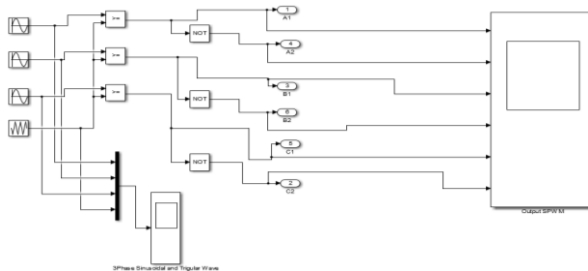 >=
1
A1
NOT
4
A2
>=
3
B1
NOT
6
B2
>=
5
C1
NOT
2
C2
Output SPWM
3Phase Sinusoidal and Trigular Wave